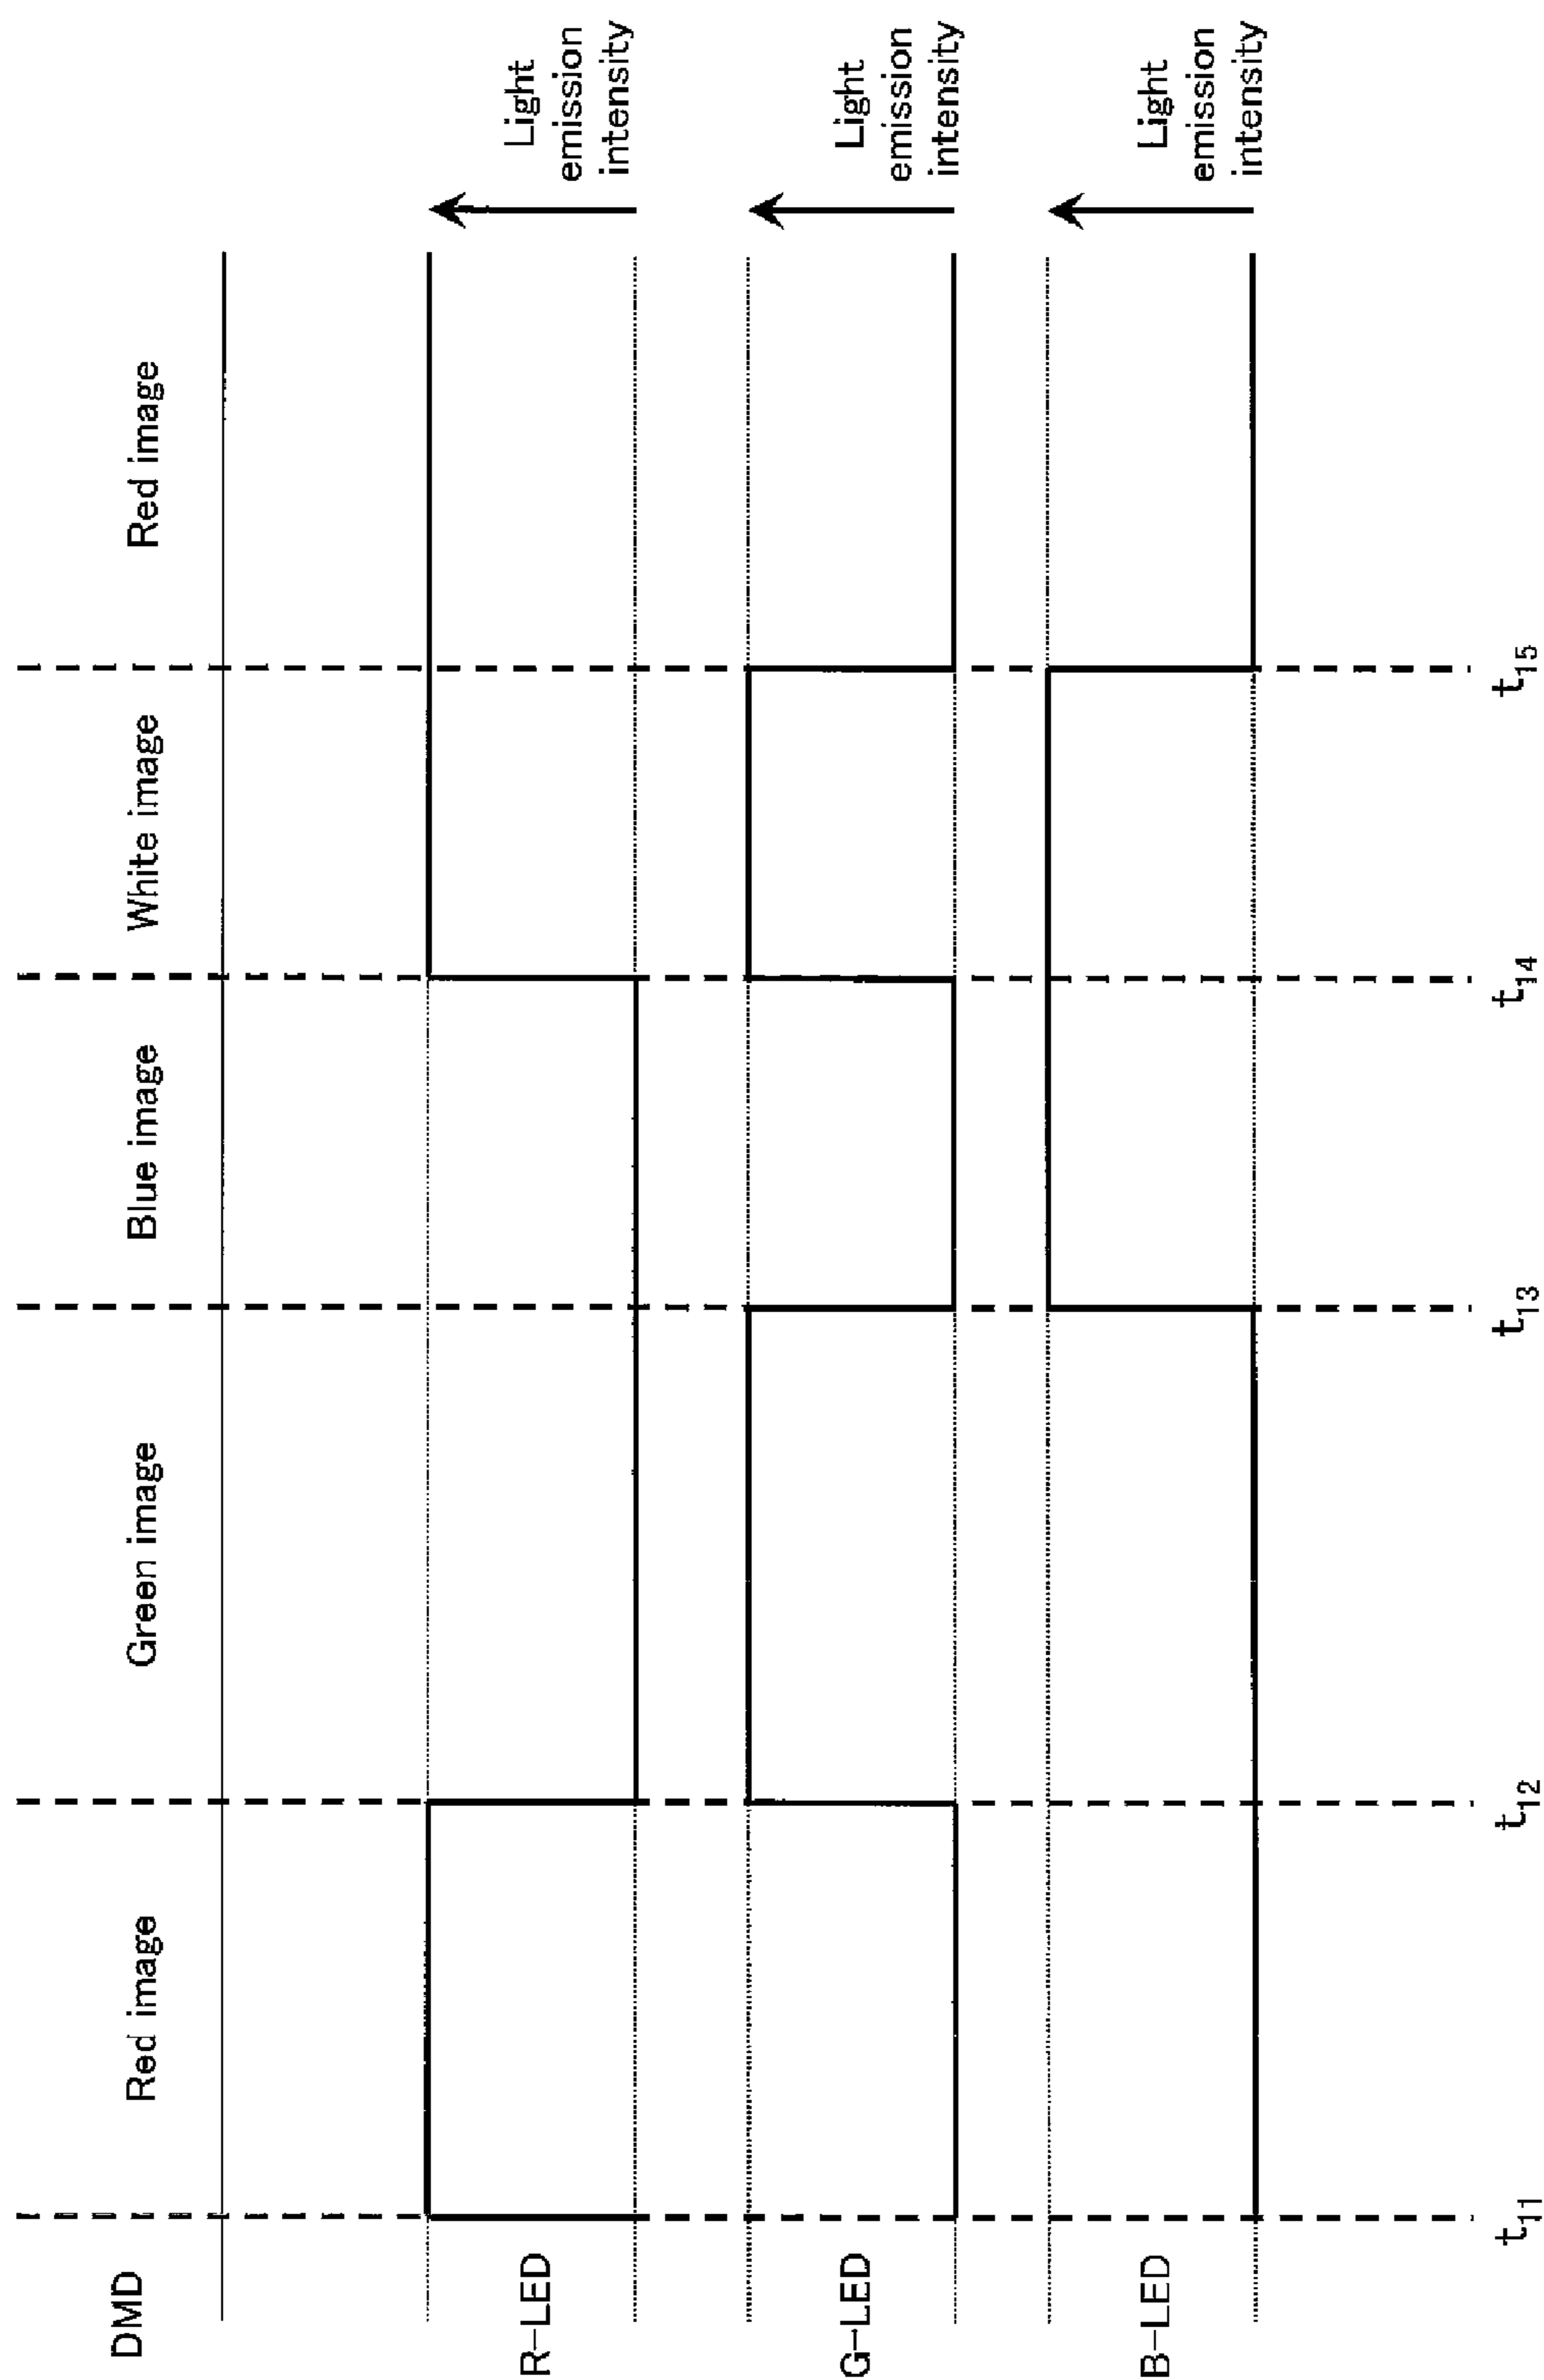 DMD
Red image
Green image
Blue image
White image
Red image
R-LED
Light
emission
intensity
G-LED
Light
emission
intensity
B-LED
Light
emission
intensity
t11
t12
t13
t14
t15